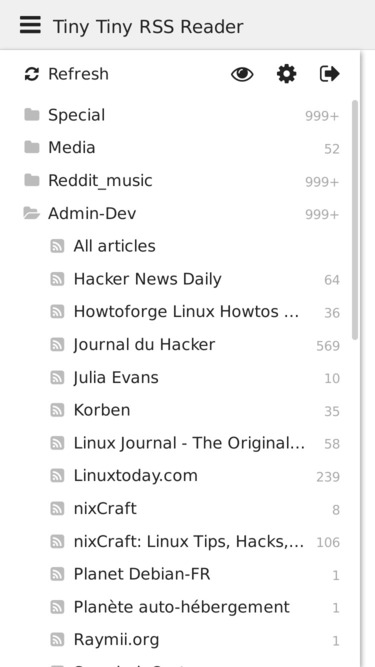 Tiny Tiny RSS Reader
Refresh
Special 999+
Media 52
Reddit_music 999+
Admin-Dev 999+
All articles
Hacker News Daily 64
Howtoforge Linux Howtos ... 36
Journal du Hacker 569
Julia Evans 10
Korben 35
Linux Journal - The Original... 58
Linuxtoday.com 239
nixCraft 8
nixCraft: Linux Tips, Hacks,... 106
Planet Debian-FR 1
Planète auto-hébergement 1
Raymii.org 1